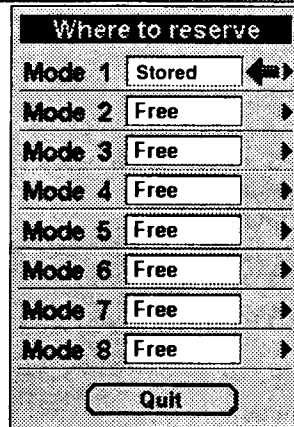 Where to reserve
Mode 1 Stored
Mode 2 Free
Mode 3 Free
Mode 4 Free
Mode 5 Free
Mode 6 Free
Mode 7 Free
Mode 8 Free
Quit